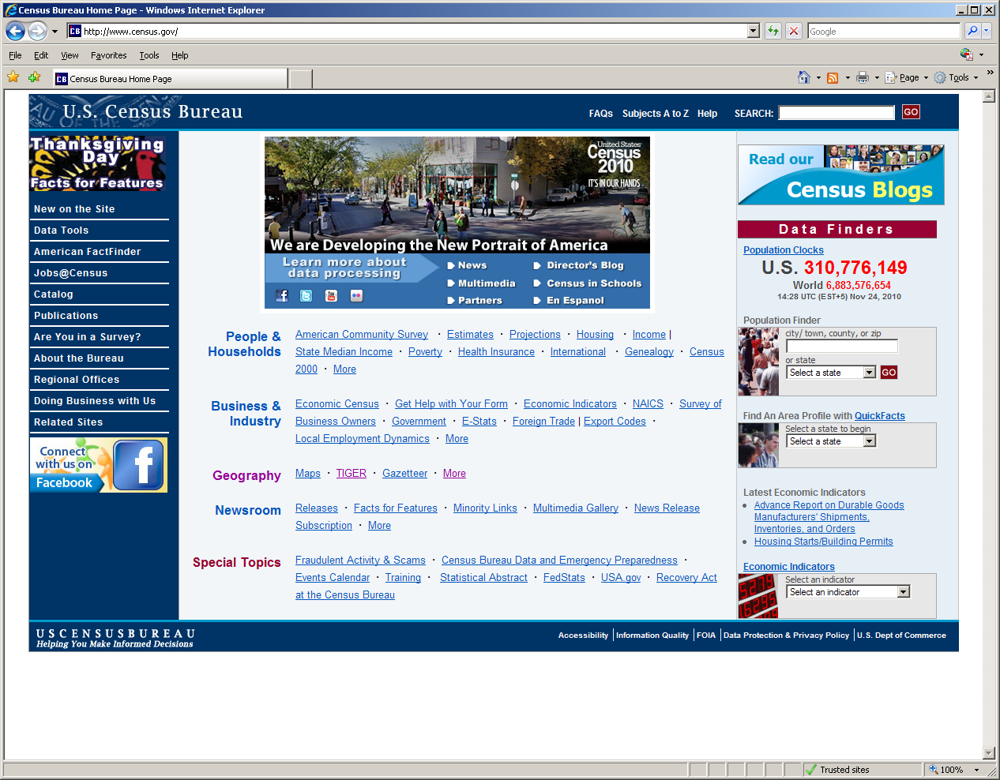 Census Bureau Home Page - Windows Internet Explorer
CB http://www.census.gov/
Google
File Edit View Favorites Tools Help
CB Census Bureau Home Page
Page Tools »
U.S. Census Bureau
FAQs Subjects A to Z Help SEARCH: GO
Thanksgiving
Day
Facts for Features
New on the Site
Data Tools
American FactFinder
Jobs@Census
Catalog
Publications
Are You in a Survey?
About the Bureau
Regional Offices
Doing Business with Us
Related Sites
Connect
with us on
Facebook
f
United States
Census
2010
IT'S IN OUR HANDS
We are Developing the New Portrait of America
Learn more about
data processing
News
Multimedia
Partners
Director's Blog
Census in Schools
En Espanol
f t You Tube
People &
Households
American Community Survey · Estimates · Projections · Housing · Income |
State Median Income · Poverty · Health Insurance · International · Genealogy · Census
2000 · More
Business &
Industry
Economic Census · Get Help with Your Form · Economic Indicators · NAICS · Survey of
Business Owners · Government · E-Stats · Foreign Trade | Export Codes ·
Local Employment Dynamics · More
Geography
Maps · TIGER · Gazetteer · More
Newsroom
Releases · Facts for Features · Minority Links · Multimedia Gallery · News Release
Subscription · More
Special Topics
Fraudulent Activity & Scams · Census Bureau Data and Emergency Preparedness ·
Events Calendar · Training · Statistical Abstract · FedStats · USA.gov · Recovery Act
at the Census Bureau
Read our
Census Blogs
Data Finders
Population Clocks
U.S. 310,776,149
World 6,883,576,654
14:28 UTC (EST+5) Nov 24, 2010
Population Finder
city/ town, county, or zip
or state
Select a state GO
Find An Area Profile with QuickFacts
Select a state to begin
Select a state
Latest Economic Indicators
• Advance Report on Durable Goods
Manufacturers' Shipments,
Inventories, and Orders
• Housing Starts/Building Permits
Economic Indicators
Select an indicator
Select an indicator
USCENSUSBUREAU
Helping You Make Informed Decisions
Accessibility | Information Quality | FOIA | Data Protection & Privacy Policy | U.S. Dept of Commerce
Trusted sites
100%